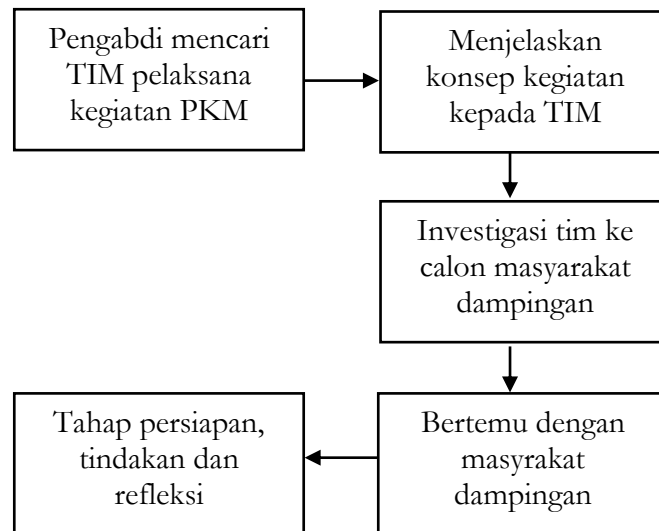 Pengabdi mencari
TIM pelaksana
kegiatan PKM
Menjelaskan
konsep kegiatan
kepada TIM
Investigasi tim ke
calon masyarakat
dampingan
Bertemu dengan
masyrakat
dampingan
Tahap persiapan,
tindakan dan
refleksi